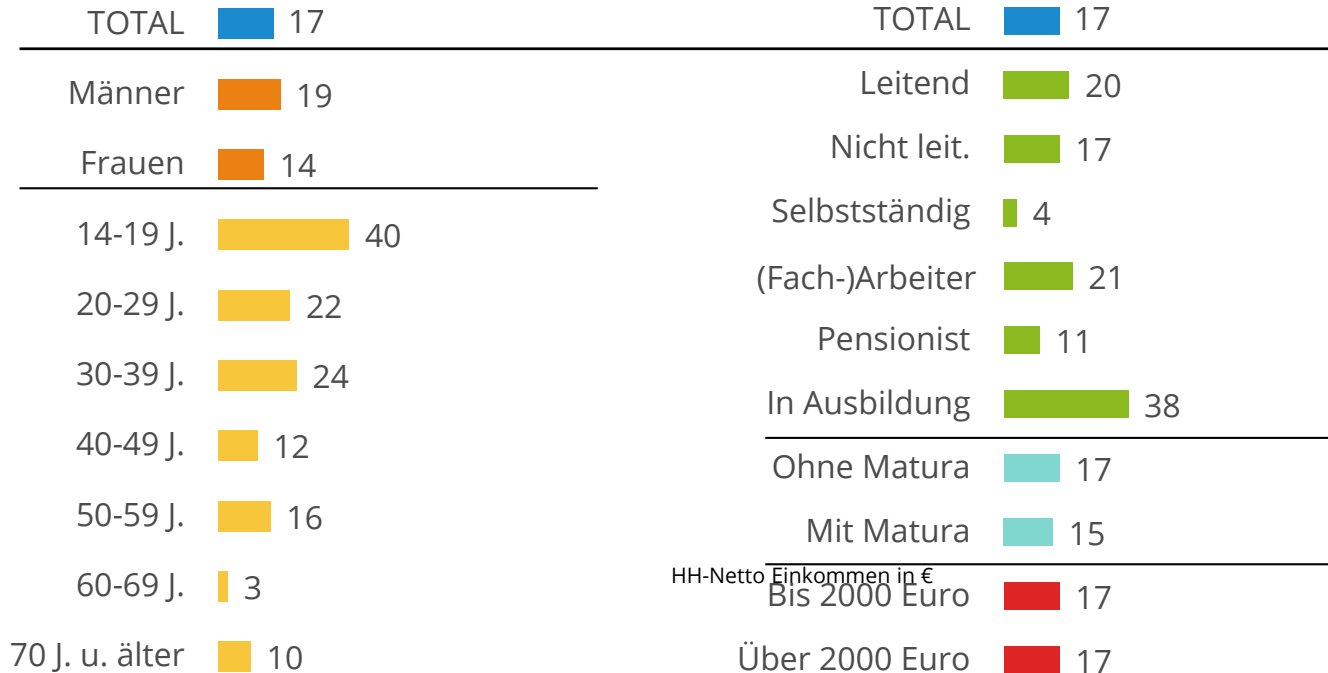 TOTAL 17
Männer 19
Frauen 14
14-19 J. 40
20-29 J. 22
30-39 J. 24
40-49 J. 12
50-59 J. 16
60-69 J. 3
70 J. u. älter 10
TOTAL 17
Leitend 20
Nicht leit. 17
Selbstständig 4
(Fach-)Arbeiter 21
Pensionist 11
In Ausbildung 38
Ohne Matura 17
Mit Matura 15
HH-Netto Einkommen in €
Bis 2000 Euro 17
Über 2000 Euro 17